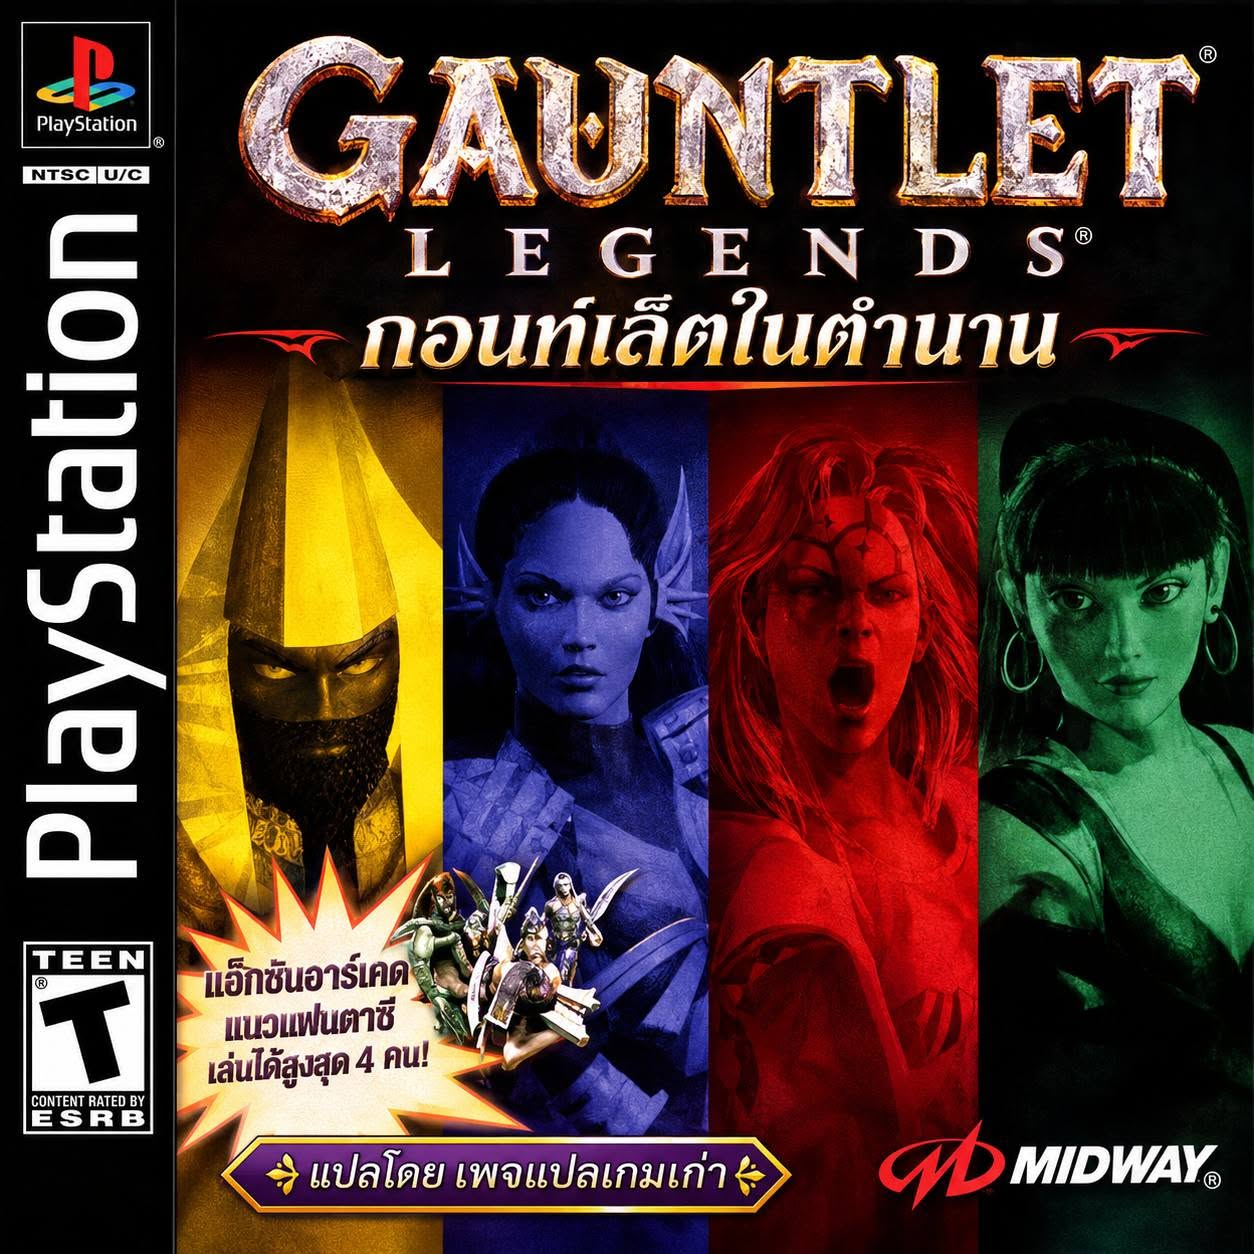 PlayStation
®
NTSC U/C
PlayStation
TEEN
®
T
CONTENT RATED BY
ESRB
GAUNTLET®
LEGENDS®
กอนท์เล็ตในตำนาน
แอ็กชันอาร์เคด
แนวแฟนตาซี
เล่นได้สูงสุด 4 คน!
แปลโดย เพจแปลเกมเก่า
MIDWAY®